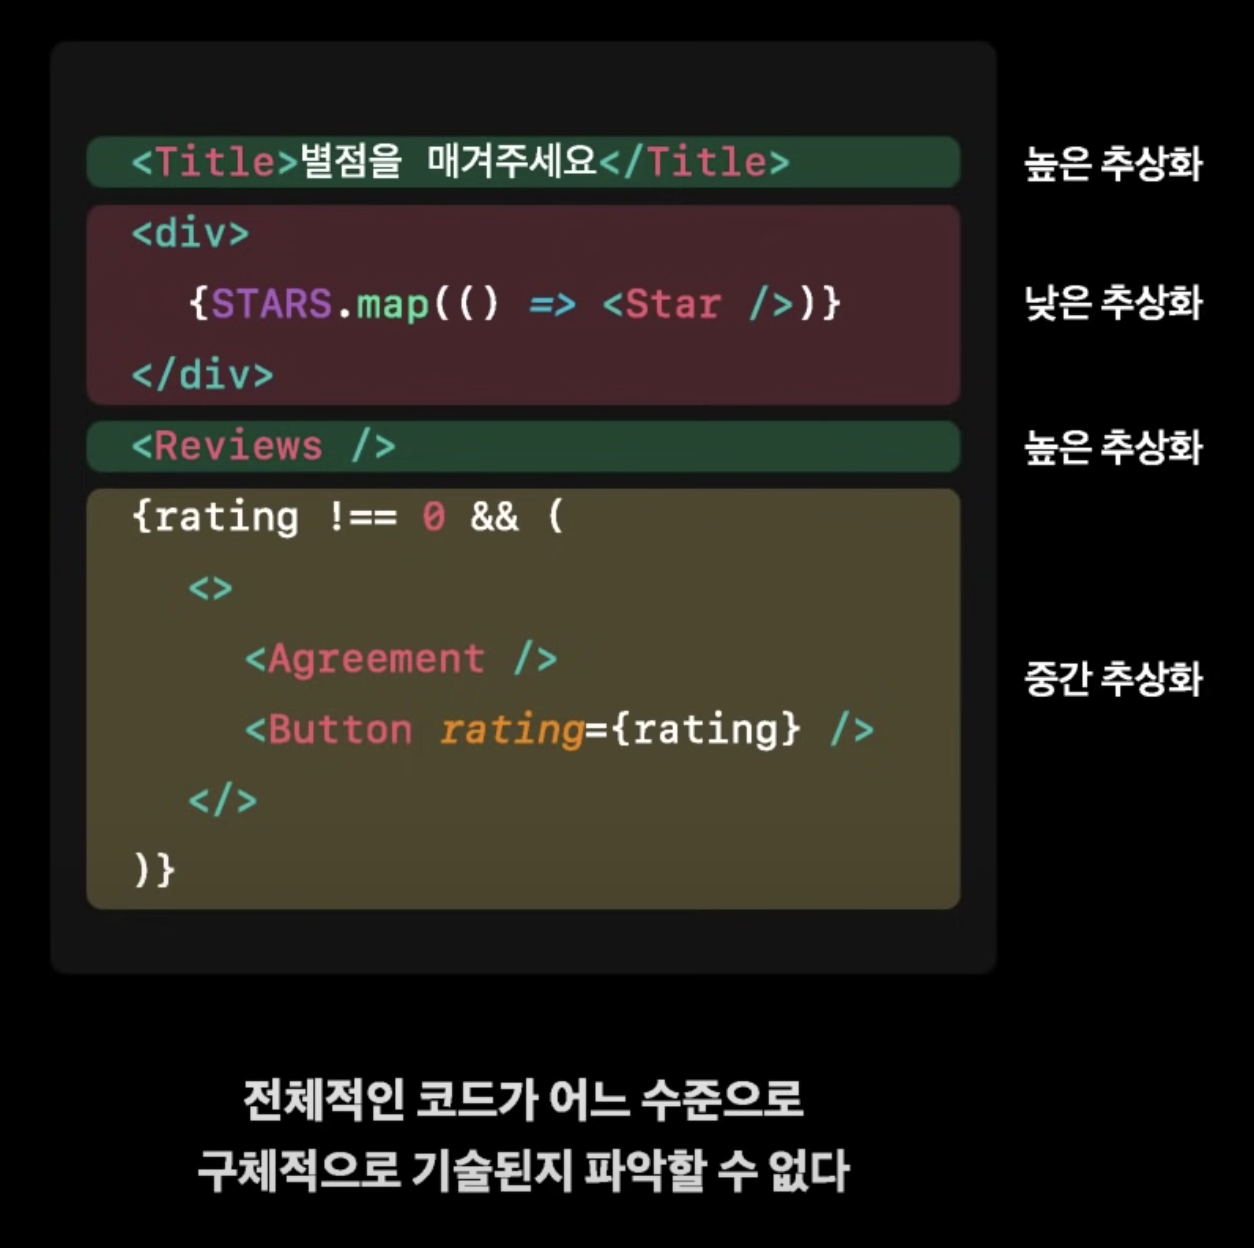 <Title>별점을 매겨주세요</Title>
높은 추상화
<div>
{STARS.map(() => <Star />)}
낮은 추상화
</div>
<Reviews />
높은 추상화
{rating !== 0 && (
<>
<Agreement />
중간 추상화
<Button rating={rating} />
</>
)}
전체적인 코드가 어느 수준으로
구체적으로 기술된지 파악할 수 없다